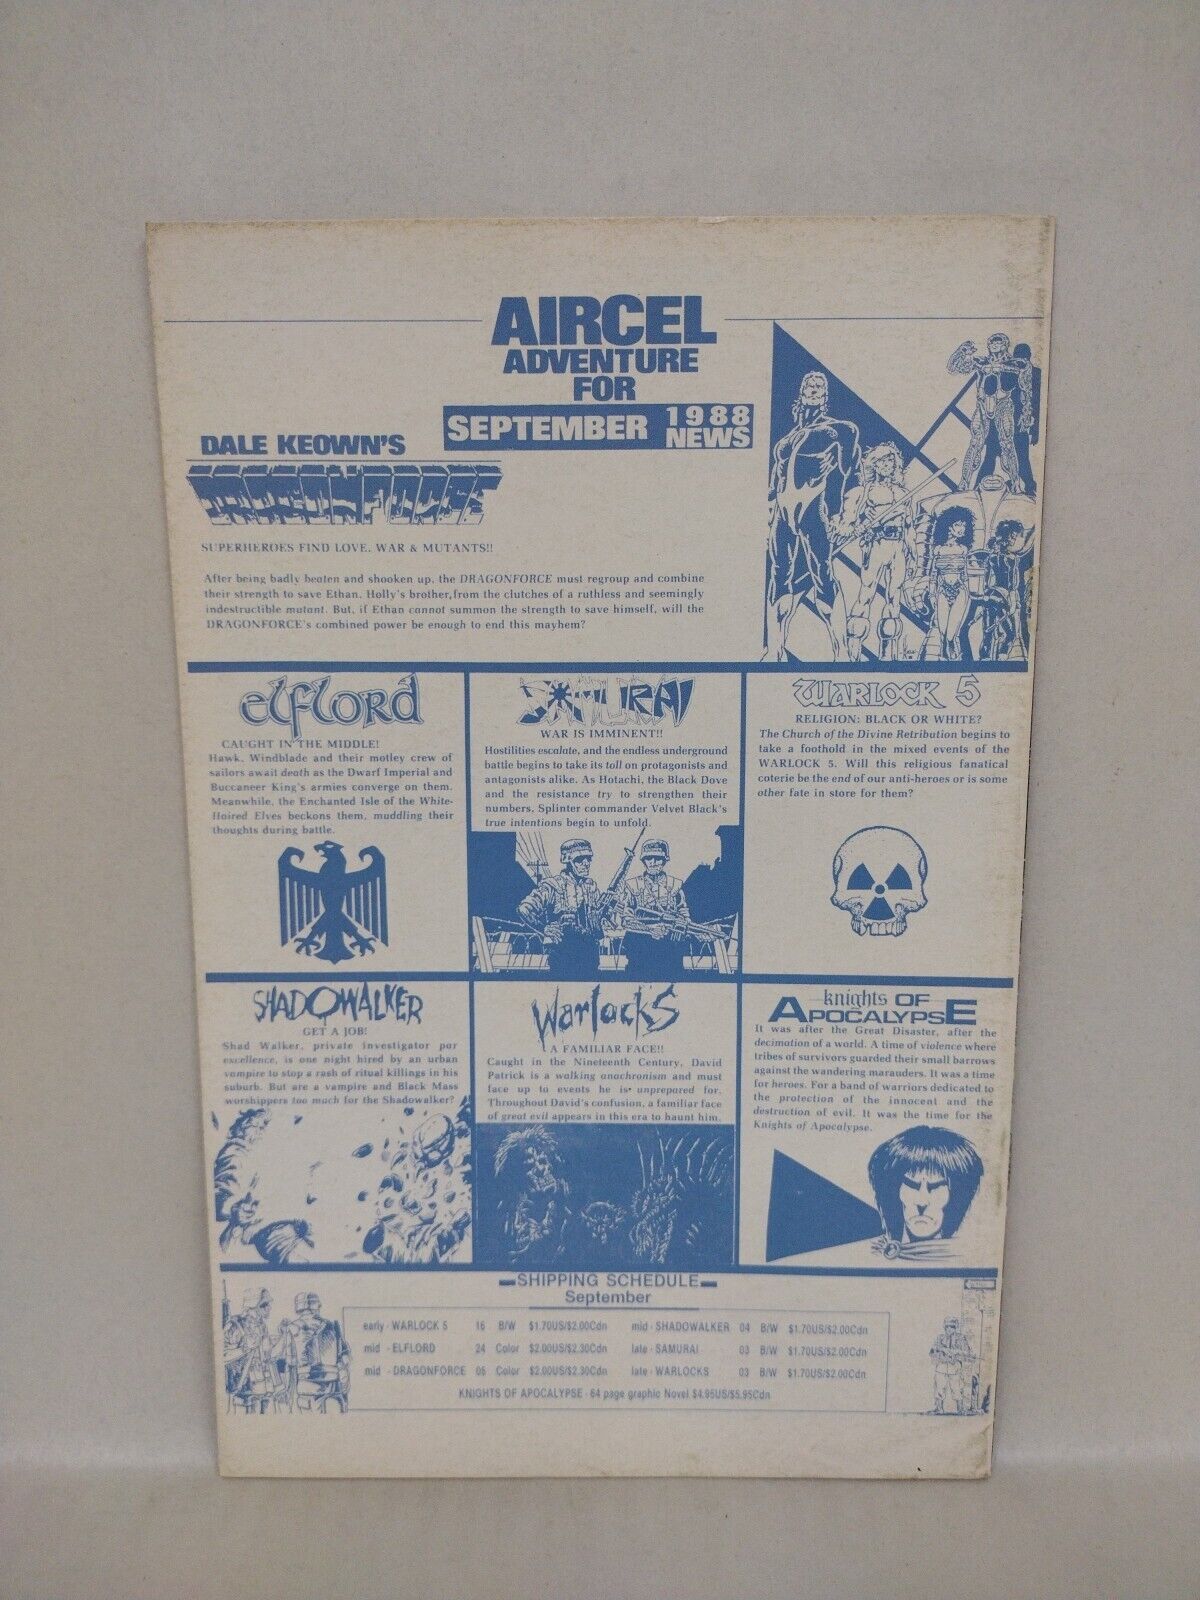 AIRCEL
ADVENTURE
FOR
SEPTEMBER 1988 NEWS
DALE KEOWN'S
DRAGONFORCE
SUPERHEROES FIND LOVE, WAR & MUTANTS!!
After being badly beaten and shooken up, the DRAGONFORCE must regroup and combine
their strength to save Ethan. Holly's brother,from the clutches of a ruthless and seemingly
indestructible mutant. But, if Ethan cannot summon the strength to save himself, will the
DRAGONFORCE's combined power be enough to end this mayhem?
elflord
CAUGHT IN THE MIDDLE!
Hawk, Windblade and their motley crew of
sailors await death as the Dwarf Imperial and
Buccaneer King's armies converge on them.
Meanwhile, the Enchanted Isle of the White-
Haired Elves beckons them, muddling their
thoughts during battle.
SAMURAI
WAR IS IMMINENT!!
Hostilities escalate, and the endless underground
battle begins to take its toll on protagonists and
antagonists alike. As Hotachi, the Black Dove
and the resistance try to strengthen their
numbers, Splinter commander Velvet Black's
true intentions begin to unfold.
WARLOCK 5
RELIGION: BLACK OR WHITE?
The Church of the Divine Retribution begins to
take a foothold in the mixed events of the
WARLOCK 5. Will this religious fanatical
coterie be the end of our anti-heroes or is some
other fate in store for them?
SHADOWALKER
GET A JOB!
Shad Walker, private investigator par
excellence, is one night hired by an urban
vampire to stop a rash of ritual killings in his
suburb. But are a vampire and Black Mass
worshippers too much for the Shadowalker?
Warlocks
A FAMILIAR FACE!!
Caught in the Nineteenth Century, David
Patrick is a walking anachronism and must
face up to events he is unprepared for.
Throughout David's confusion, a familiar face
of great evil appears in this era to haunt him.
knights OF
APOCALYPSE
It was after the Great Disaster, after the
decimation of a world. A time of violence where
tribes of survivors guarded their small barrows
against the wandering marauders. It was a time
for heroes. For a band of warriors dedicated to
the protection of the innocent and the
destruction of evil. It was the time for the
Knights of Apocalypse.
SHIPPING SCHEDULE
September
early - WARLOCK 5 16 B/W $1.70US/$2.00Cdn mid - SHADOWALKER 04 B/W $1.70US/$2.00Cdn
mid - ELFLORD 24 Color $2.00US/$2.30Cdn late - SAMURAI 03 B/W $1.70US/$2.00Cdn
mid - DRAGONFORCE 05 Color $2.00US/$2.30Cdn late - WARLOCKS 03 B/W $1.70US/$2.00Cdn
KNIGHTS OF APOCALYPSE - 64 page graphic Novel $4.95US/$5.95Cdn